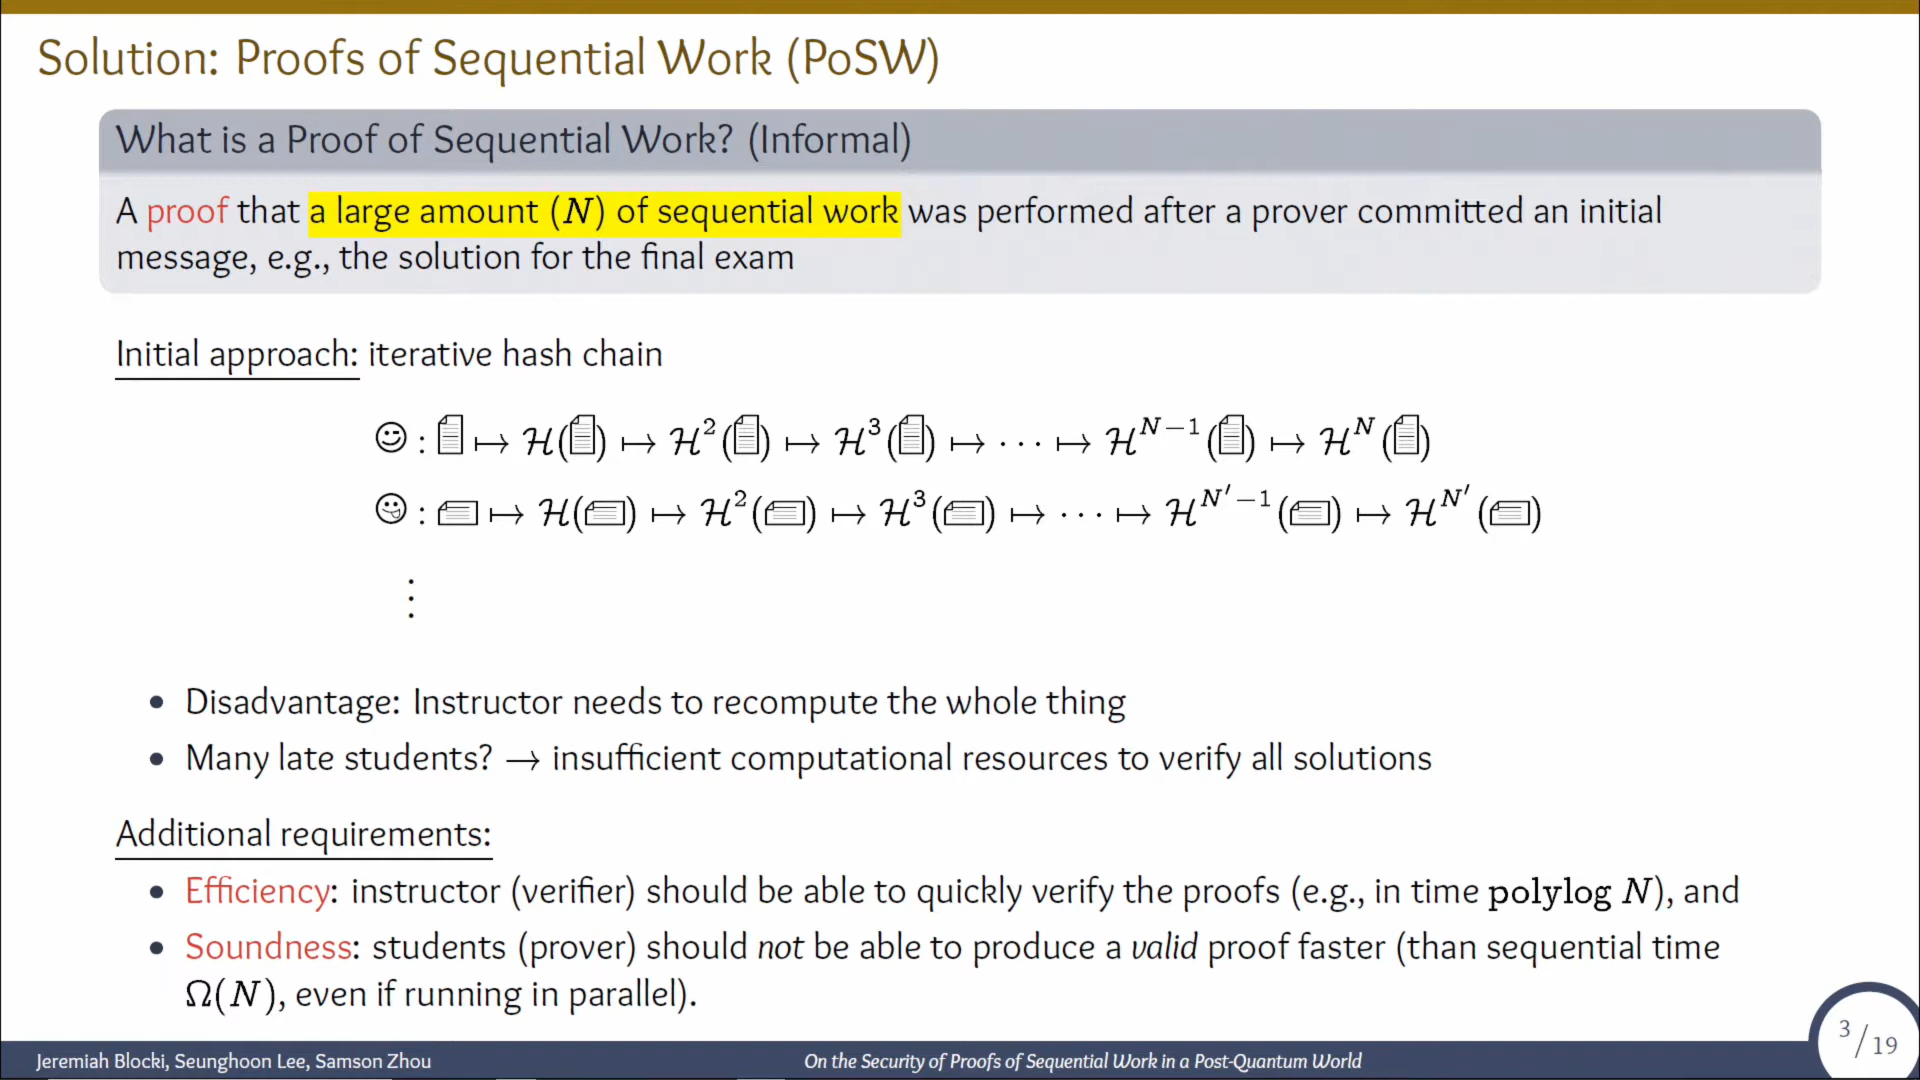 Solution: Proofs of Sequential Work (PoSW)
What is a Proof of Sequential Work? (Informal)
A proof that a large amount (N) of sequential work was performed after a prover committed an initial
message, e.g., the solution for the final exam
Initial approach: iterative hash chain
: ↦ ℋ( ) ↦ ℋ²( ) ↦ ℋ³( ) ↦ ⋯ ↦ ℋ^{N−1}( ) ↦ ℋ^N( )
: ↦ ℋ( ) ↦ ℋ²( ) ↦ ℋ³( ) ↦ ⋯ ↦ ℋ^{N′−1}( ) ↦ ℋ^{N′}( )
⋮
• Disadvantage: Instructor needs to recompute the whole thing
• Many late students? → insufficient computational resources to verify all solutions
Additional requirements:
• Efficiency: instructor (verifier) should be able to quickly verify the proofs (e.g., in time polylog N), and
• Soundness: students (prover) should not be able to produce a valid proof faster (than sequential time
Ω(N), even if running in parallel).
Jeremiah Blocki, Seunghoon Lee, Samson Zhou
On the Security of Proofs of Sequential Work in a Post-Quantum World
3/19